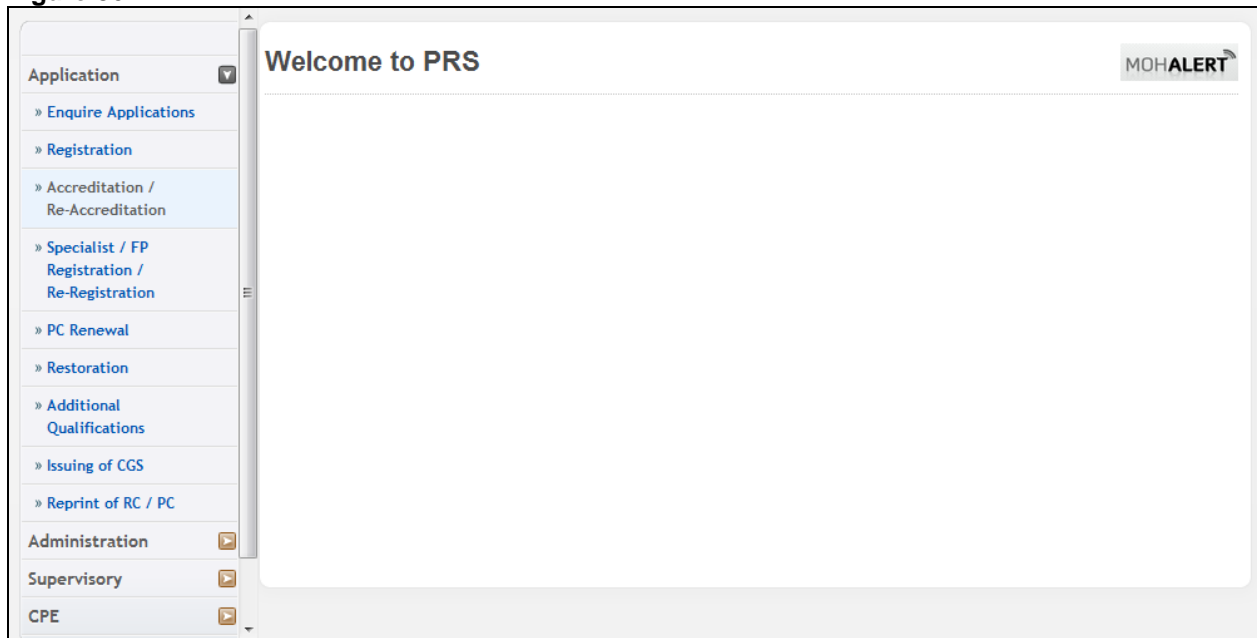 Application
» Enquire Applications
» Registration
» Accreditation /
Re-Accreditation
» Specialist / FP
Registration /
Re-Registration
» PC Renewal
» Restoration
» Additional
Qualifications
» Issuing of CGS
» Reprint of RC / PC
Administration
Supervisory
CPE
Welcome to PRS
MOHALERT